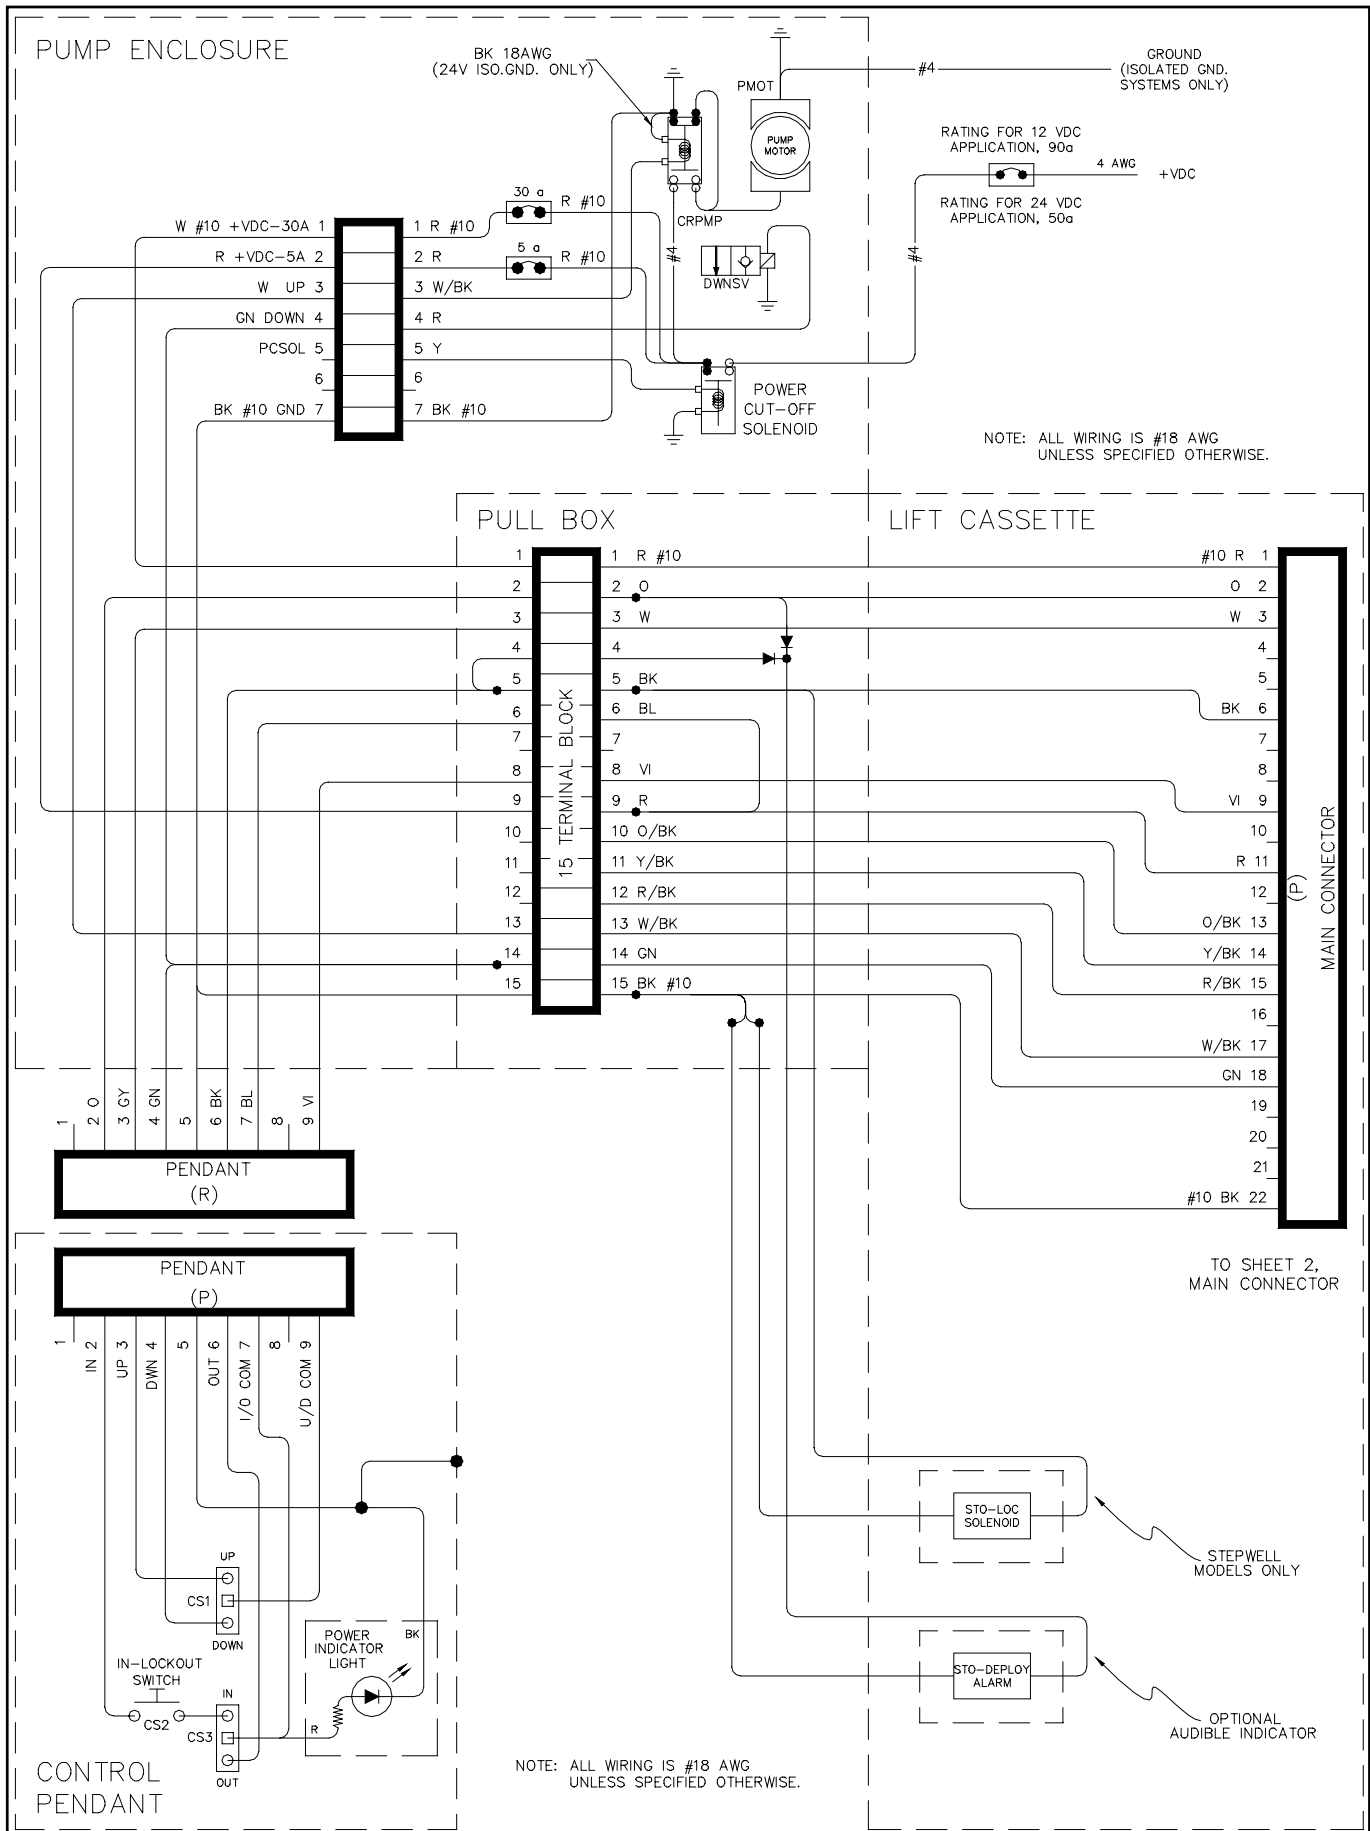 PUMP ENCLOSURE
BK 18AWG
(24V ISO.GND. ONLY)
PMOT
#4
GROUND
(ISOLATED GND.
SYSTEMS ONLY)
PUMP
MOTOR
RATING FOR 12 VDC
APPLICATION, 90a
4 AWG
+VDC
RATING FOR 24 VDC
APPLICATION, 50a
30 a
R #10
CRPMP
W #10 +VDC-30A 1
1 R #10
5 a
R #10
#4
#4
R +VDC-5A 2
2 R
DWNSV
W UP 3
3 W/BK
GN DOWN 4
4 R
PCSOL 5
5 Y
6
6
BK #10 GND 7
7 BK #10
POWER
CUT-OFF
SOLENOID
NOTE: ALL WIRING IS #18 AWG
UNLESS SPECIFIED OTHERWISE.
PULL BOX
LIFT CASSETTE
1
1 R #10
#10 R 1
2
2 O
O 2
3
3 W
W 3
4
4
4
5
5 BK
5
6
6 BL
BK 6
7
7
7
8
8 VI
8
9
9 R
VI 9
10
10 O/BK
10
11
11 Y/BK
R 11
12
12 R/BK
12
13
13 W/BK
O/BK 13
14
14 GN
Y/BK 14
15
15 BK #10
R/BK 15
16
W/BK 17
GN 18
19
20
21
#10 BK 22
15 TERMINAL BLOCK
(P)
MAIN CONNECTOR
1
2 O
3 GY
4 GN
5
6 BK
7 BL
8
9 VI
PENDANT
(R)
PENDANT
(P)
TO SHEET 2,
MAIN CONNECTOR
1
IN 2
UP 3
DWN 4
5
OUT 6
I/O COM 7
8
U/D COM 9
STO-LOC
SOLENOID
STEPWELL
MODELS ONLY
UP
CS1
DOWN
POWER
INDICATOR
LIGHT
BK
IN-LOCKOUT
SWITCH
CS2
IN
CS3
OUT
R
STO-DEPLOY
ALARM
OPTIONAL
AUDIBLE INDICATOR
CONTROL
PENDANT
NOTE: ALL WIRING IS #18 AWG
UNLESS SPECIFIED OTHERWISE.